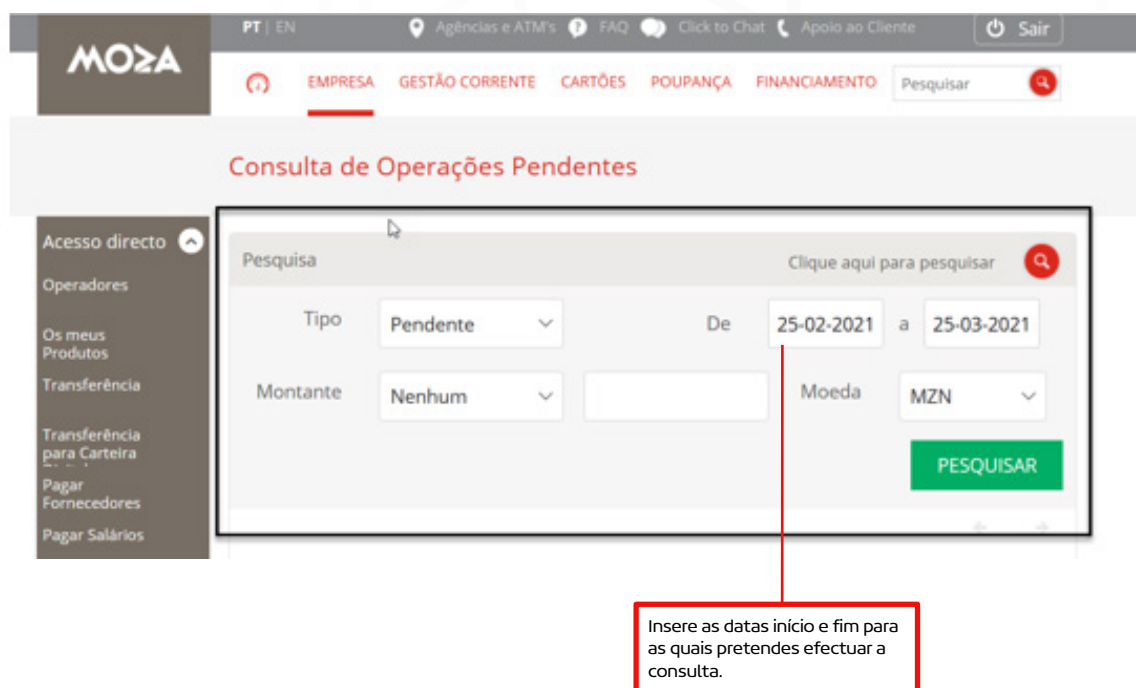 MOZA
PT | EN Agências e ATM's FAQ Click to Chat Apoio ao Cliente Sair
EMPRESA GESTÃO CORRENTE CARTÕES POUPANÇA FINANCIAMENTO Pesquisar
Consulta de Operações Pendentes
Acesso directo
Operadores
Os meus
Produtos
Transferência
Transferência
para Carteira
Pagar
Fornecedores
Pagar Salários
Pesquisa Clique aqui para pesquisar
Tipo Pendente De 25-02-2021 a 25-03-2021
Montante Nenhum Moeda MZN
PESQUISAR
Insere as datas início e fim para
as quais pretendes efectuar a
consulta.